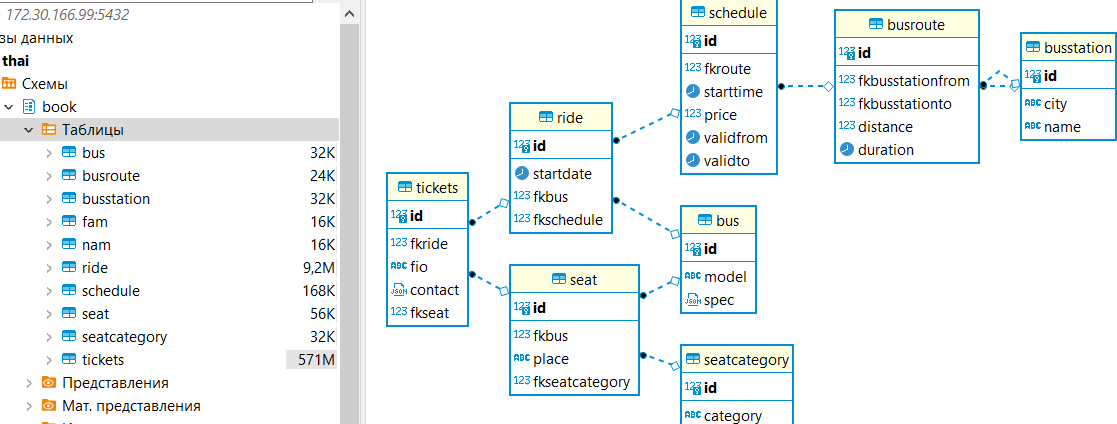 - 172.30.166.99:5432
зы данных
thai
Схемы
book
Таблицы
bus 32K
busroute 24K
busstation 32K
fam 16K
nam 16K
ride 9,2M
schedule 168K
seat 56K
seatcategory 32K
tickets 571M
Представления
Мат. представления
tickets
123 id
123 fkride
ABC fio
JSON contact
123 fkseat
ride
123 id
startdate
123 fkbus
123 fkschedule
seat
123 id
123 fkbus
ABC place
123 fkseatcategory
schedule
123 id
123 fkroute
starttime
123 price
validfrom
validto
bus
123 id
ABC model
JSON spec
seatcategory
123 id
ABC category
busroute
123 id
123 fkbusstationfrom
123 fkbusstationto
123 distance
duration
busstation
123 id
ABC city
ABC name